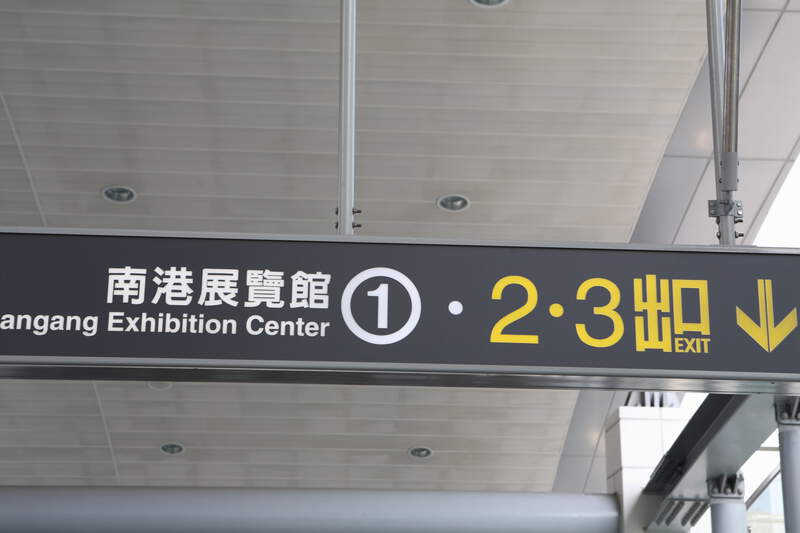 南港展覽館 ① · 2·3 出口 EXIT ↓
angang Exhibition Center